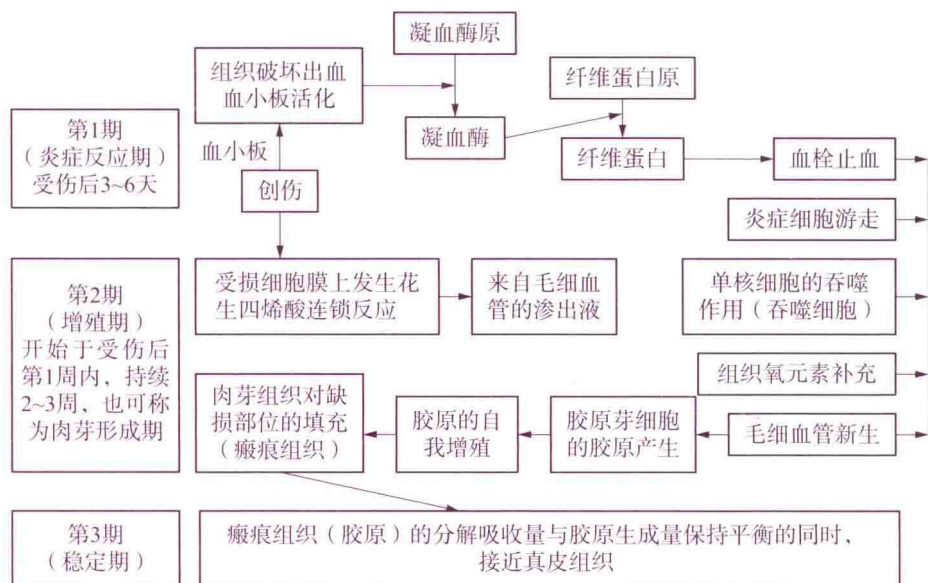 凝血酶原
组织破坏出血
血小板活化
纤维蛋白原
第1期
（炎症反应期）
受伤后3~6天
血小板
凝血酶
纤维蛋白
血栓止血
创伤
炎症细胞游走
第2期
（增殖期）
开始于受伤后
第1周内，持续
2~3周，也可称
为肉芽形成期
受损细胞膜上发生花
生四烯酸连锁反应
来自毛细血
管的渗出液
单核细胞的吞噬
作用（吞噬细胞）
组织氧元素补充
肉芽组织对缺
损部位的填充
（瘢痕组织）
胶原的自
我增殖
胶原芽细胞
的胶原产生
毛细血管新生
第3期
（稳定期）
瘢痕组织（胶原）的分解吸收量与胶原生成量保持平衡的同时，
接近真皮组织